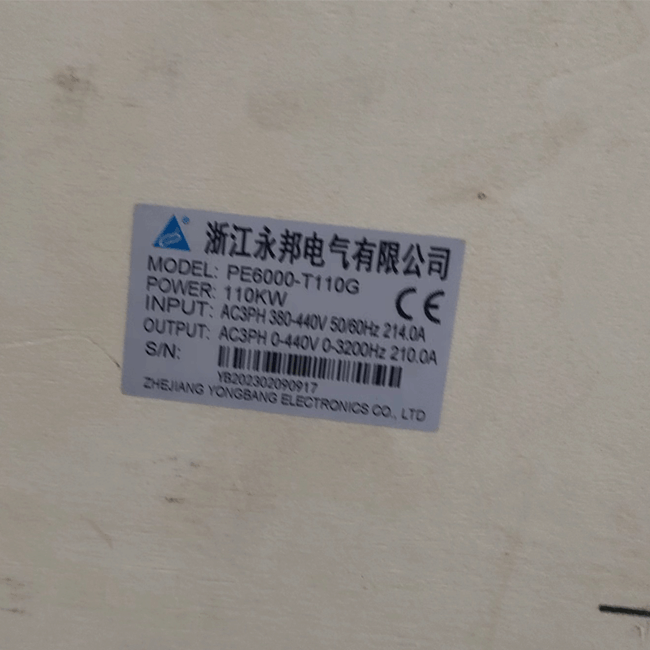 浙江永邦电气有限公司
MODEL: PE6000-T110G
POWER: 110KW
INPUT: AC3PH 380-440V 50/60Hz 214.0A
OUTPUT: AC3PH 0-440V 0-3200Hz 210.0A
S/N:
YB202302090917
ZHEJIANG YONGBANG ELECTRONICS CO., LTD
CE